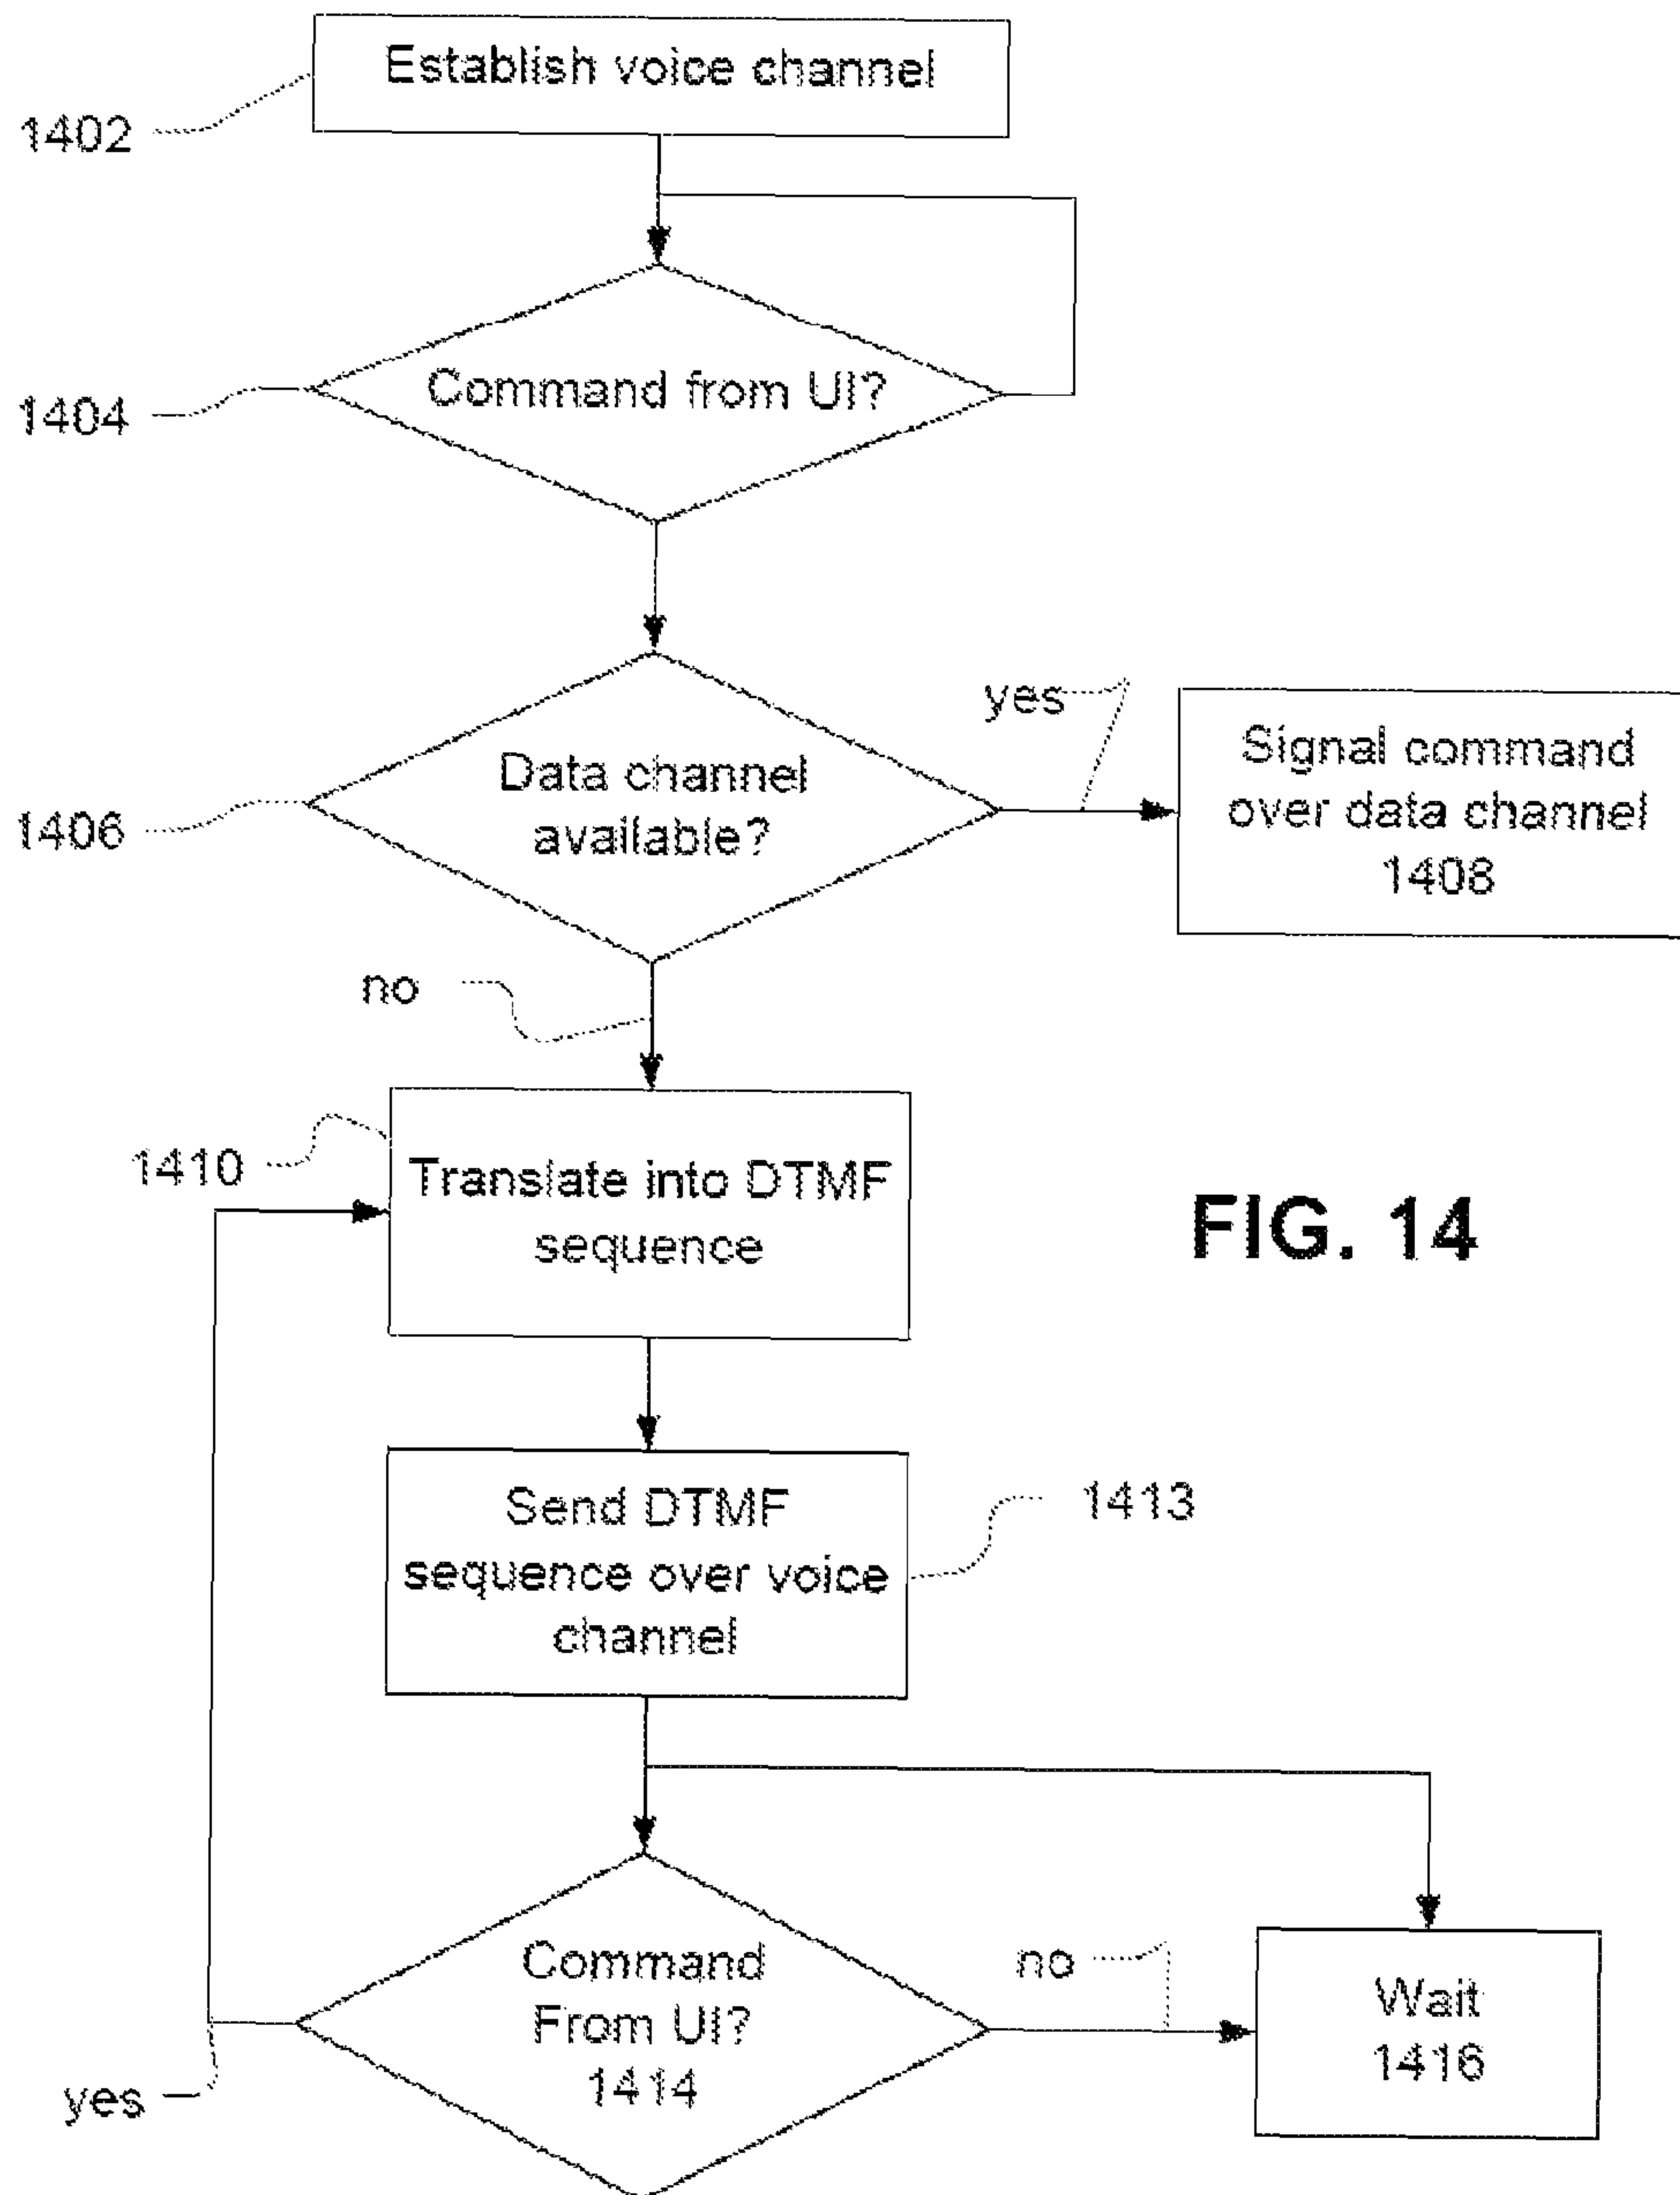 Establish voice channel
1402
Command from UI?
1404
yes
Data channel
available?
1406
Signal command
over data channel
1408
no
1410
Translate into DTMF
sequence
FIG. 14
Send DTMF
sequence over voice
channel
1413
Command
From UI?
1414
no
Wait
1416
yes